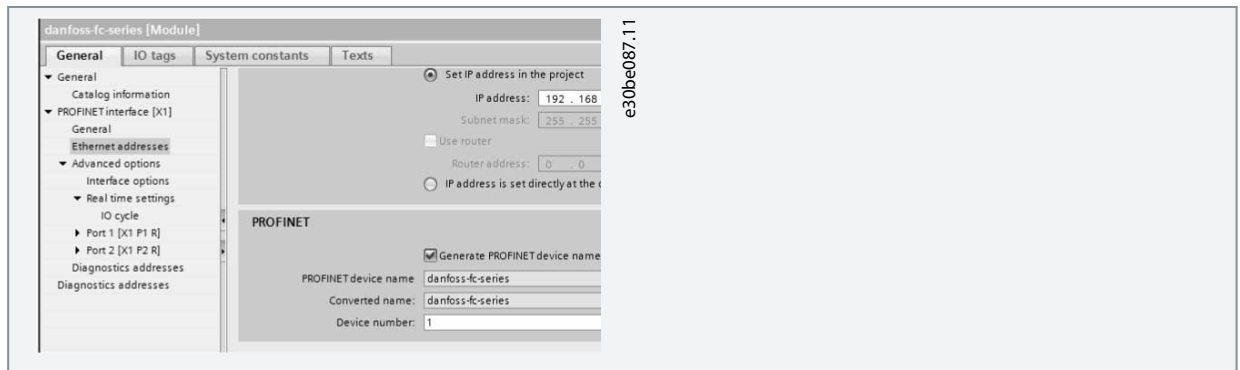 danfoss-fc-series [Module]
General IO tags System constants Texts
General
Catalog information
PROFINET interface [X1]
General
Ethernet addresses
Advanced options
Interface options
Real time settings
IO cycle
Port 1 [X1 P1 R]
Port 2 [X1 P2 R]
Diagnostics addresses
Diagnostics addresses
Set IP address in the project
IP address: 192 . 168
Subnet mask: 255 . 255
Use router
Router address: 0 . 0
IP address is set directly at the
PROFINET
Generate PROFINET device name
PROFINET device name danfoss-fc-series
Converted name: danfoss-fc-series
Device number: 1
e30be087.11